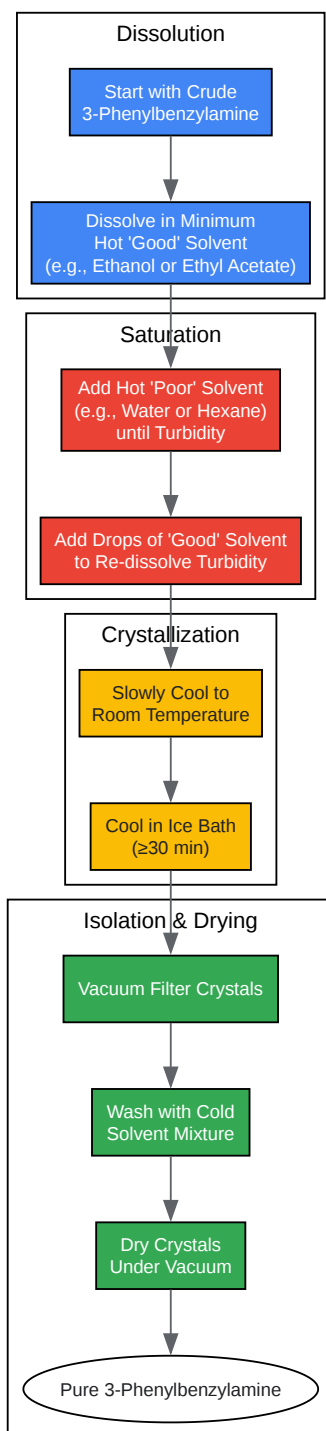 Dissolution
Start with Crude
3-Phenylbenzylamine
Dissolve in Minimum
Hot 'Good' Solvent
(e.g., Ethanol or Ethyl Acetate)
Saturation
Add Hot 'Poor' Solvent
(e.g., Water or Hexane)
until Turbidity
Add Drops of 'Good' Solvent
to Re-dissolve Turbidity
Crystallization
Slowly Cool to
Room Temperature
Cool in Ice Bath
(≥30 min)
Isolation & Drying
Vacuum Filter Crystals
Wash with Cold
Solvent Mixture
Dry Crystals
Under Vacuum
Pure 3-Phenylbenzylamine